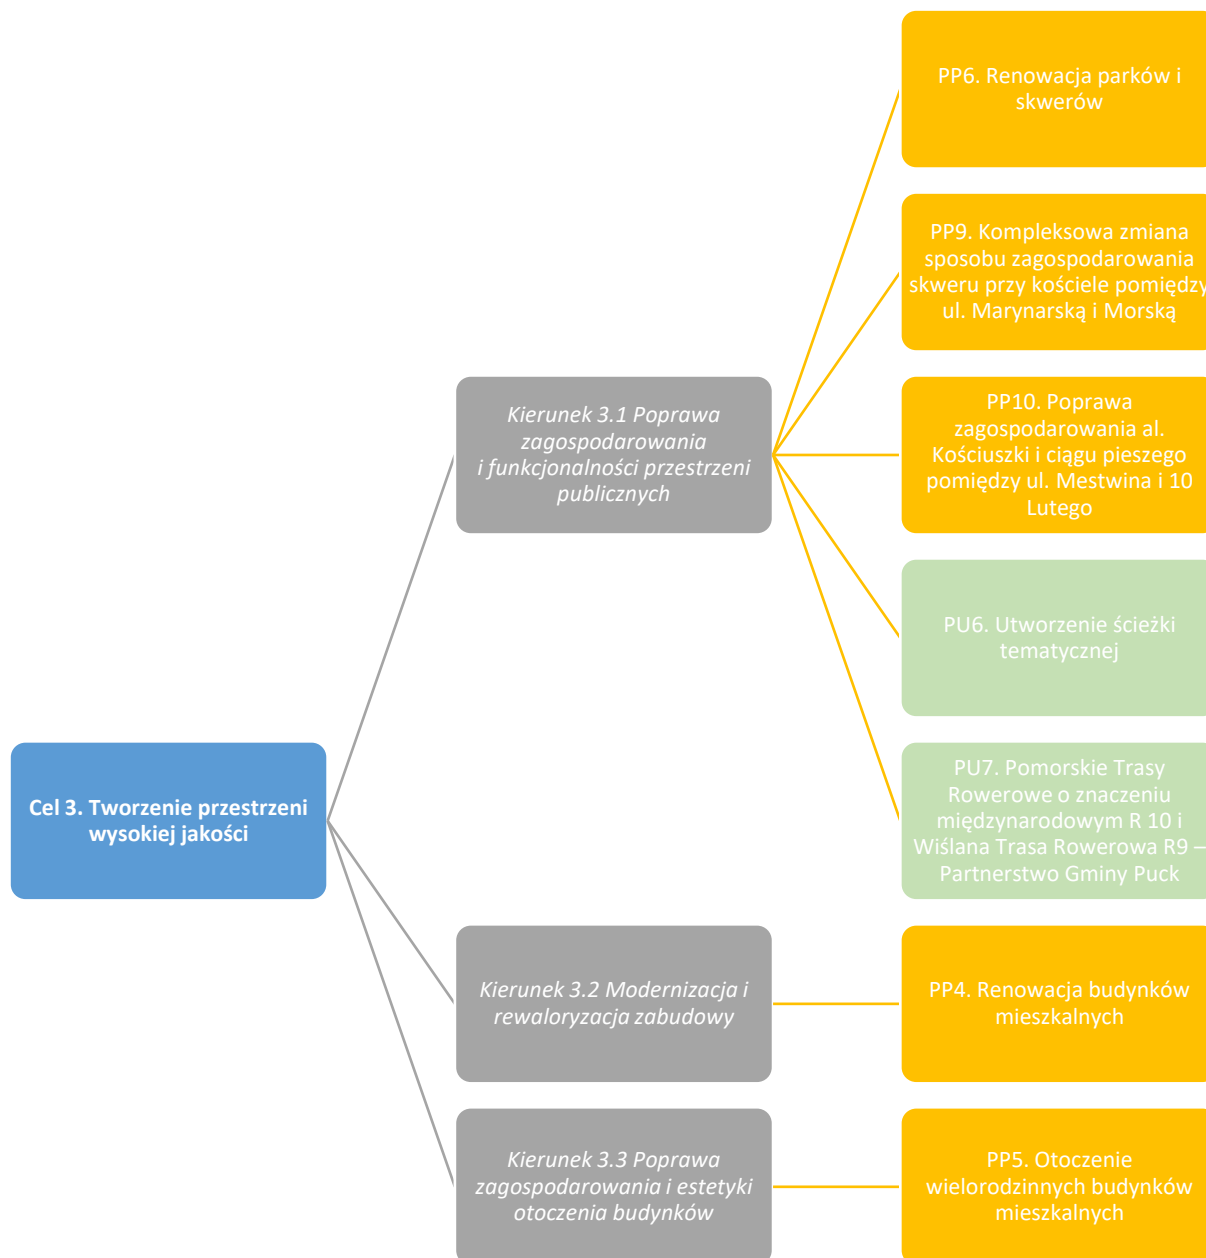 Cel 3. Tworzenie przestrzeni
wysokiej jakości
Kierunek 3.1 Poprawa
zagospodarowania
i funkcjonalności przestrzeni
publicznych
PP6. Renowacja parków i
skwerów
PP9. Kompleksowa zmiana
sposobu zagospodarowania
skweru przy kościele pomiędzy
ul. Marynarską i Morską
PP10. Poprawa
zagospodarowania al.
Kościuszki i ciągu pieszego
pomiędzy ul. Mestwina i 10
Lutego
PU6. Utworzenie ścieżki
tematycznej
PU7. Pomorskie Trasy
Rowerowe o znaczeniu
międzynarodowym R 10 i
Wiślana Trasa Rowerowa R9 –
Partnerstwo Gminy Puck
Kierunek 3.2 Modernizacja i
rewaloryzacja zabudowy
PP4. Renowacja budynków
mieszkalnych
Kierunek 3.3 Poprawa
zagospodarowania i estetyki
otoczenia budynków
PP5. Otoczenie
wielorodzinnych budynków
mieszkalnych